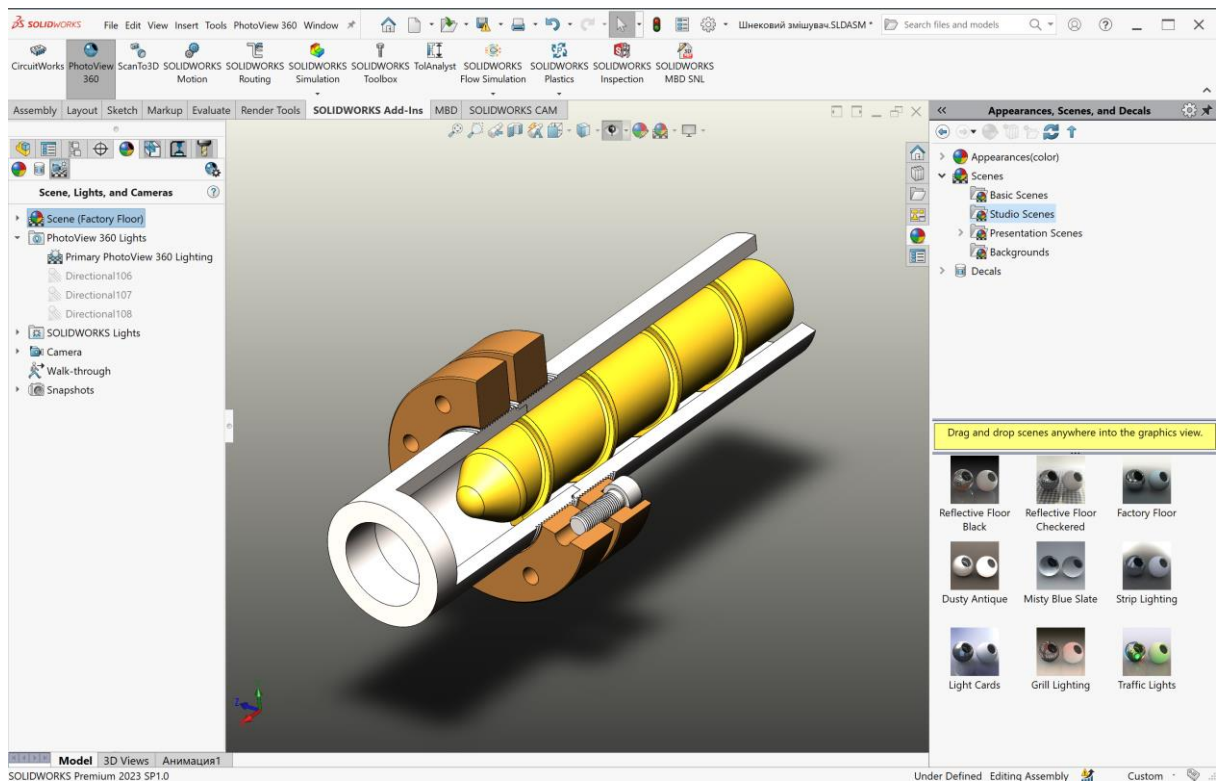 SOLIDWORKS File Edit View Insert Tools PhotoView 360 Window Шнековий змішувач.SLDASM * Search files and models
CircuitWorks PhotoView 360 ScanTo3D SOLIDWORKS Motion SOLIDWORKS Routing SOLIDWORKS Simulation SOLIDWORKS Toolbox TolAnalyst SOLIDWORKS Flow Simulation SOLIDWORKS Plastics SOLIDWORKS Inspection SOLIDWORKS MBD SNL
Assembly Layout Sketch Markup Evaluate Render Tools SOLIDWORKS Add-Ins MBD SOLIDWORKS CAM
Scene, Lights, and Cameras
Scene (Factory Floor)
PhotoView 360 Lights
Primary PhotoView 360 Lighting
Directional106
Directional107
Directional108
SOLIDWORKS Lights
Camera
Walk-through
Snapshots
Z
Appearances, Scenes, and Decals
Appearances(color)
Scenes
Basic Scenes
Studio Scenes
Presentation Scenes
Backgrounds
Decals
Drag and drop scenes anywhere into the graphics view.
Reflective Floor Black
Reflective Floor Checkered
Factory Floor
Dusty Antique
Misty Blue Slate
Strip Lighting
Light Cards
Grill Lighting
Traffic Lights
Model 3D Views Анимация1
SOLIDWORKS Premium 2023 SP1.0 Under Defined Editing Assembly Custom